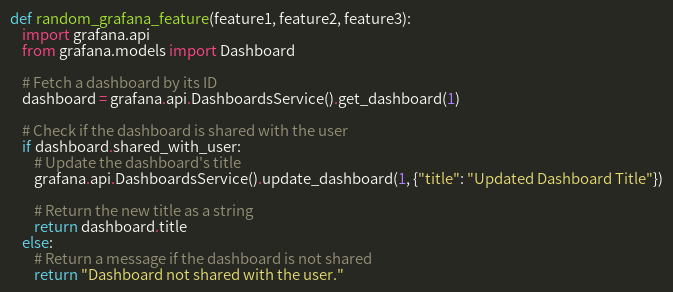 def random_grafana_feature(feature1, feature2, feature3):
    import grafana.api
    from grafana.models import Dashboard

    # Fetch a dashboard by its ID
    dashboard = grafana.api.DashboardsService().get_dashboard(1)

    # Check if the dashboard is shared with the user
    if dashboard.shared_with_user:
        # Update the dashboard's title
        grafana.api.DashboardsService().update_dashboard(1, {"title": "Updated Dashboard Title"})

        # Return the new title as a string
        return dashboard.title
    else:
        # Return a message if the dashboard is not shared
        return "Dashboard not shared with the user."